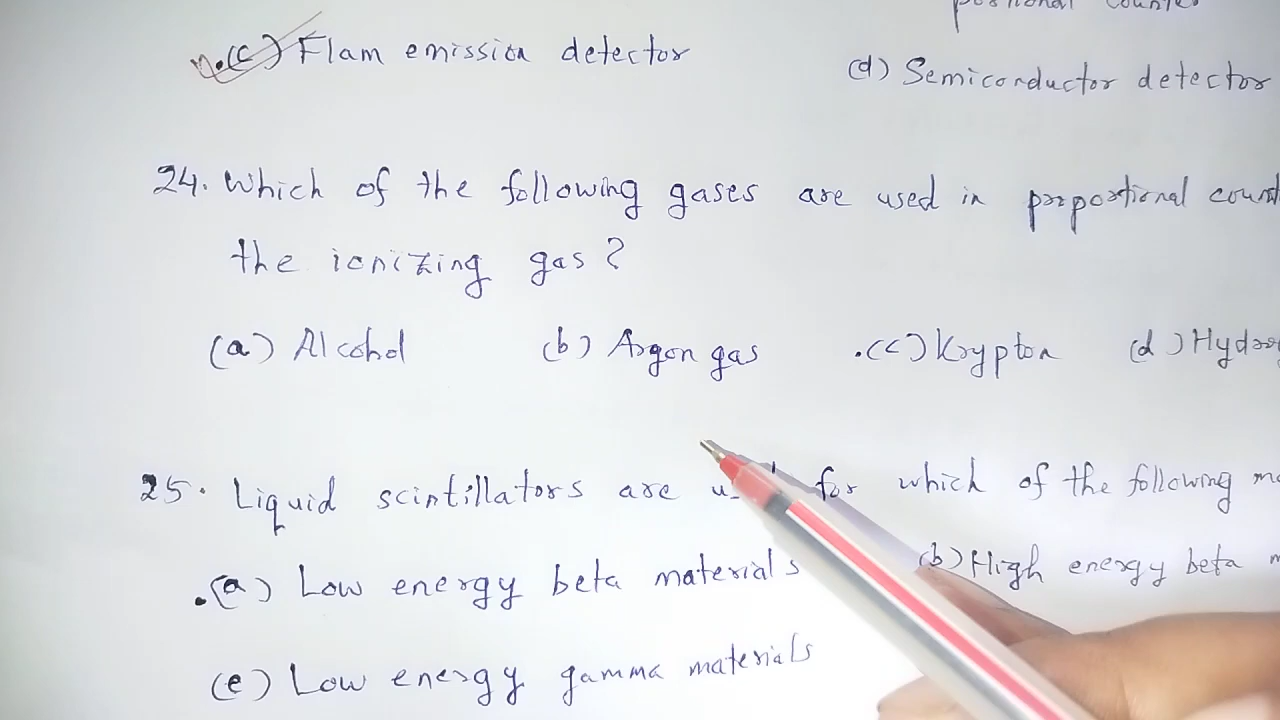 (c) Flam emission detector
(d) Semiconductor detector
24. Which of the following gases are used in proportional
the ionizing gas?
(a) Alcohol (b) Argon gas .(c) Krypton (d)
25. Liquid scintillators are for which of the following
.(a) Low energy beta materials (b) High energy beta
(e) Low energy gamma materials